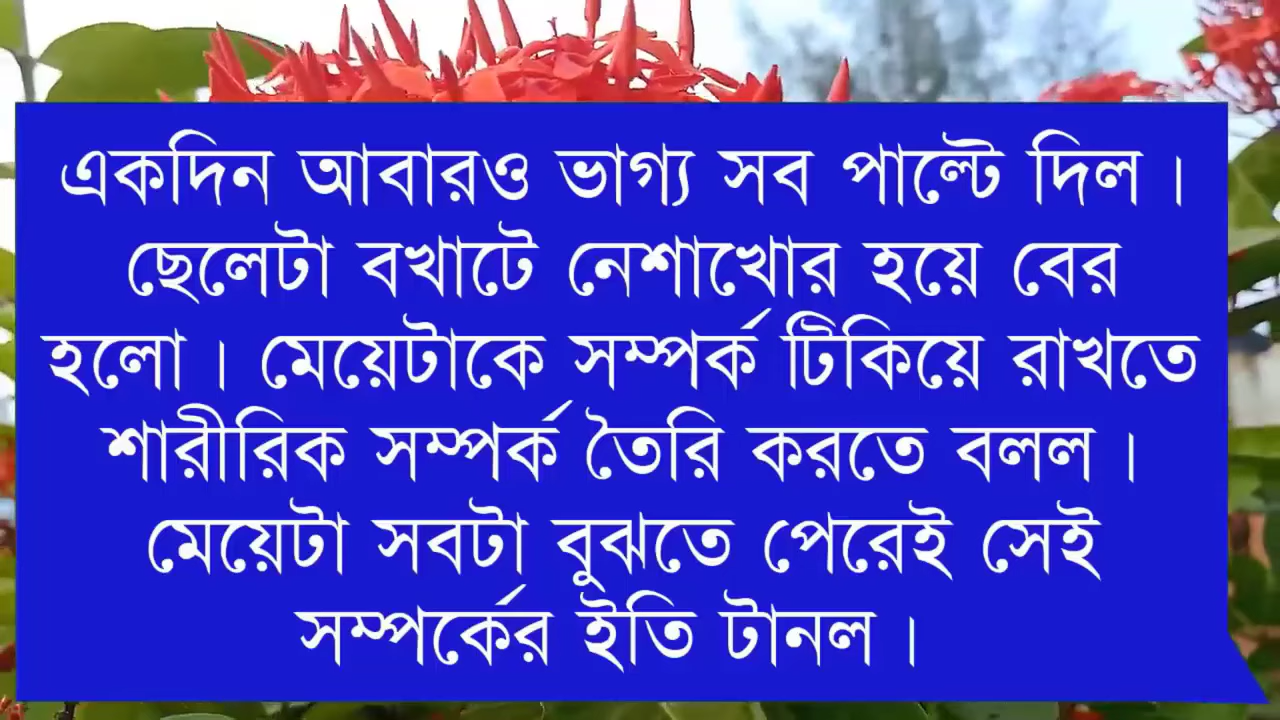 একদিন আবারও ভাগ্য সব পাল্টে দিল।
ছেলেটা বখাটে নেশাখোর হয়ে বের
হলো। মেয়েটাকে সম্পর্ক টিকিয়ে রাখতে
শারীরিক সম্পর্ক তৈরি করতে বলল।
মেয়েটা সবটা বুঝতে পেরেই সেই
সম্পর্কের ইতি টানল।